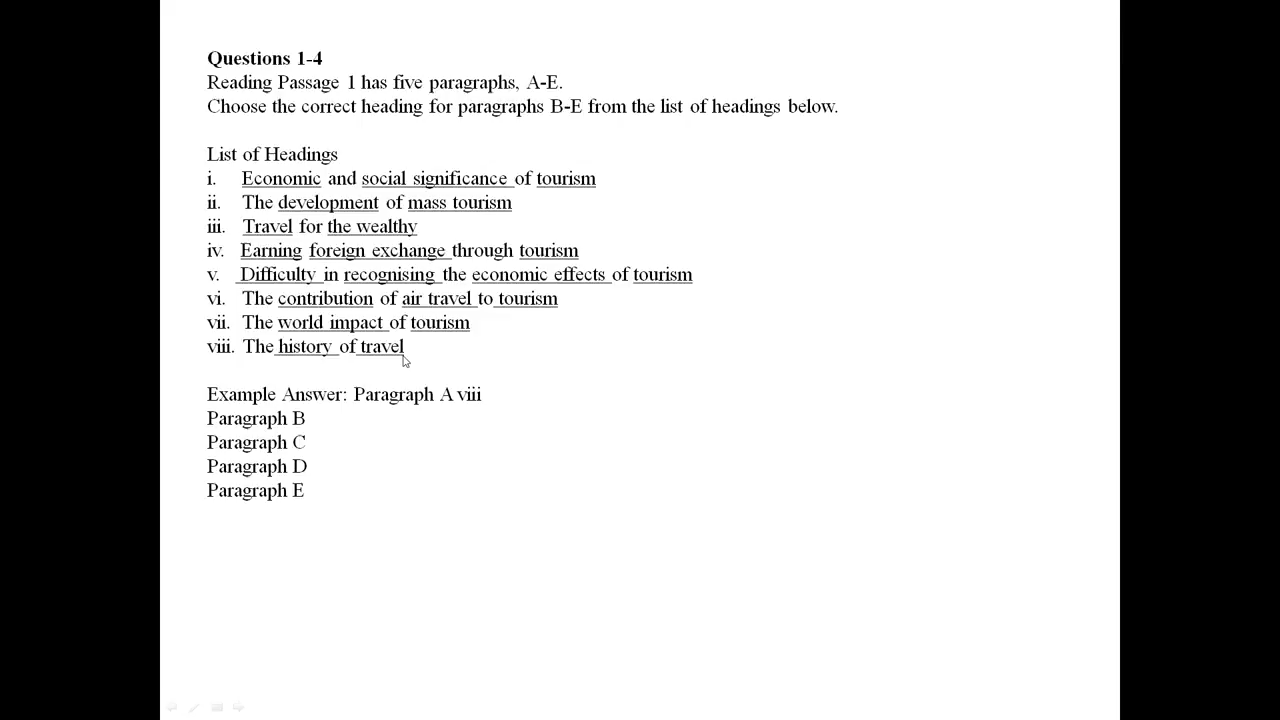 Questions 1-4
Reading Passage 1 has five paragraphs, A-E.
Choose the correct heading for paragraphs B-E from the list of headings below.
List of Headings
i. Economic and social significance of tourism
ii. The development of mass tourism
iii. Travel for the wealthy
iv. Earning foreign exchange through tourism
v. Difficulty in recognising the economic effects of tourism
vi. The contribution of air travel to tourism
vii. The world impact of tourism
viii. The history of travel
Example Answer: Paragraph A viii
Paragraph B
Paragraph C
Paragraph D
Paragraph E